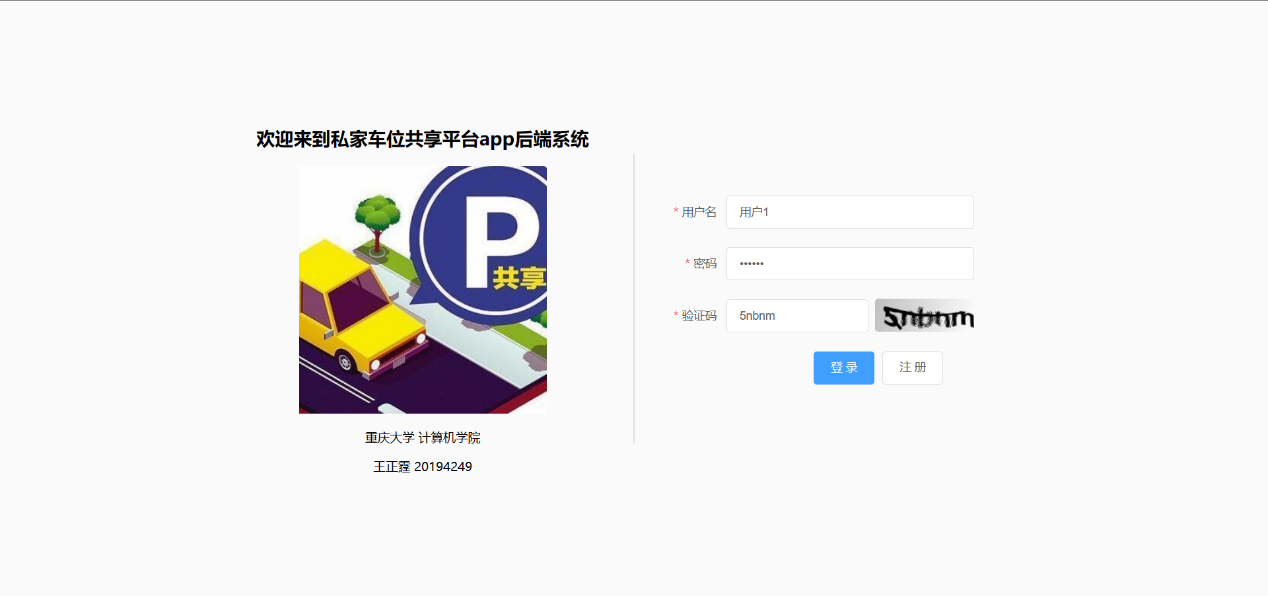 欢迎来到私家车位共享平台app后端系统
P
共享
重庆大学 计算机学院
王正霆 20194249
* 用户名 用户1
* 密码 ••••••
* 验证码 5nbnm 5nbnm
登录 注册